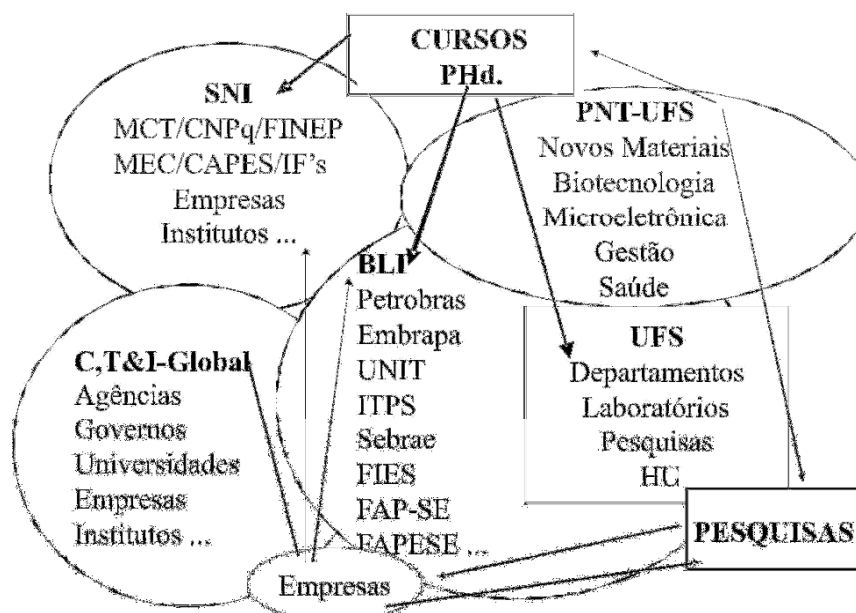 CURSOS
PHd.
SNI
MCT/CNPq/FINEP
MEC/CAPES/IF's
Empresas
Institutos ...
PNT-UFS
Novos Materiais
Biotecnologia
Microeletrônica
Gestão
Saúde
BLI
Petrobras
Embrapa
UNIT
ITPS
Sebrae
FIES
FAP-SE
FAPESE ...
C,T&I-Global
Agências
Governos
Universidades
Empresas
Institutos ...
UFS
Departamentos
Laboratórios
Pesquisas
HU
PESQUISAS
Empresas